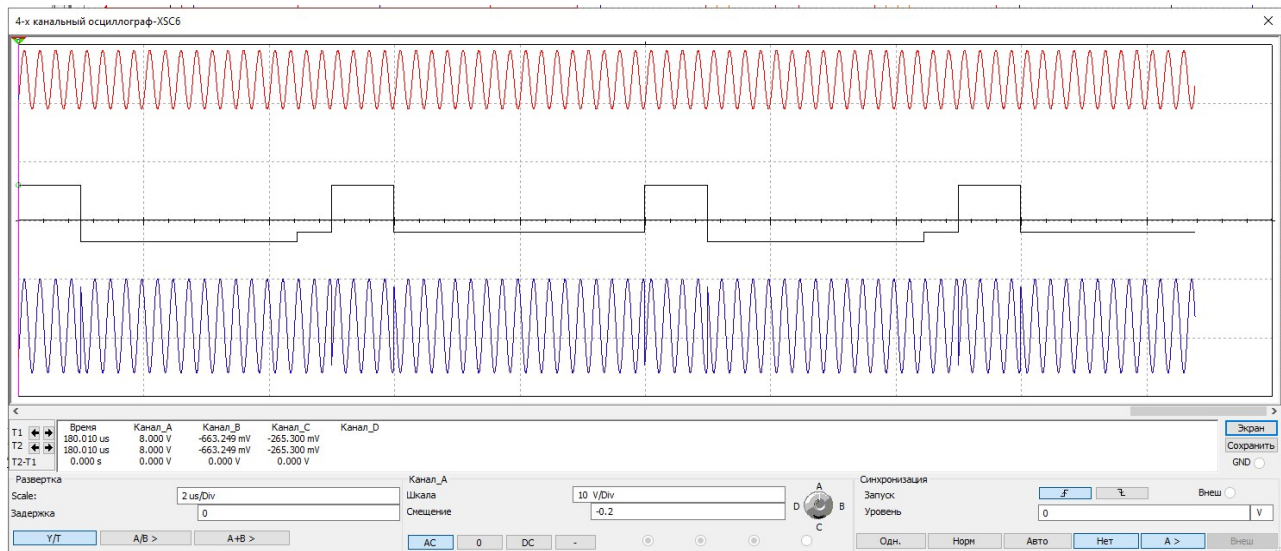 4-х канальный осциллограф-XSC6
Время Канал_A Канал_B Канал_C Канал_D
T1 180.010 us 8.000 V -663.249 mV -265.300 mV
T2 180.010 us 8.000 V -663.249 mV -265.300 mV
T2-T1 0.000 s 0.000 V 0.000 V 0.000 V
Экран
Сохранить
GND
Развертка
Scale: 2 us/Div
Задержка 0
Y/T A/B > A+B >
Канал_A
Шкала 10 V/Div
Смещение -0.2
AC 0 DC -
A
D B
C
Синхронизация
Запуск Внеш
Уровень 0 V
Одн. Норм Авто Нет A > Внеш